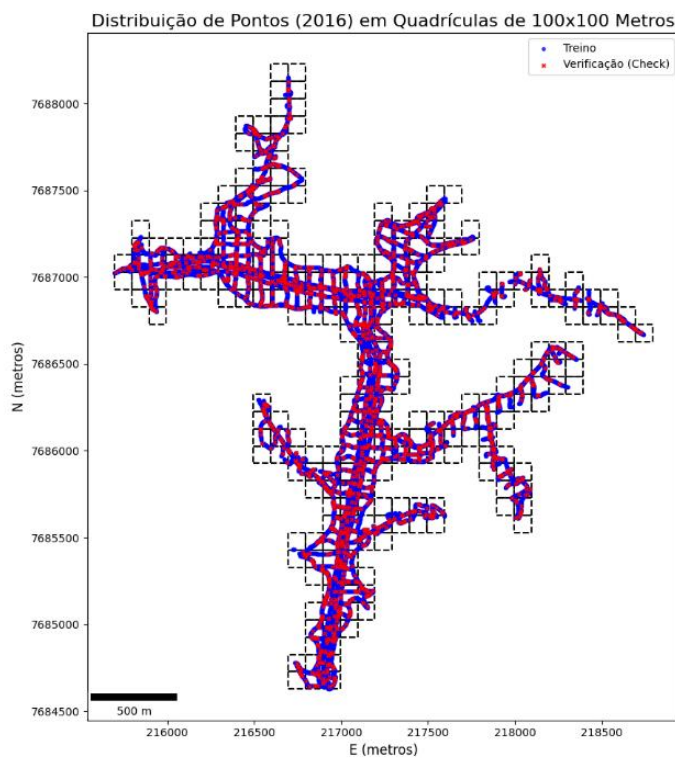 Distribuição de Pontos (2016) em Quadrículas de 100x100 Metros
Treino
Verificação (Check)
7688000
7687500
7687000
7686500
7686000
7685500
7685000
7684500
N (metros)
500 m
216000
216500
217000
217500
218000
218500
E (metros)